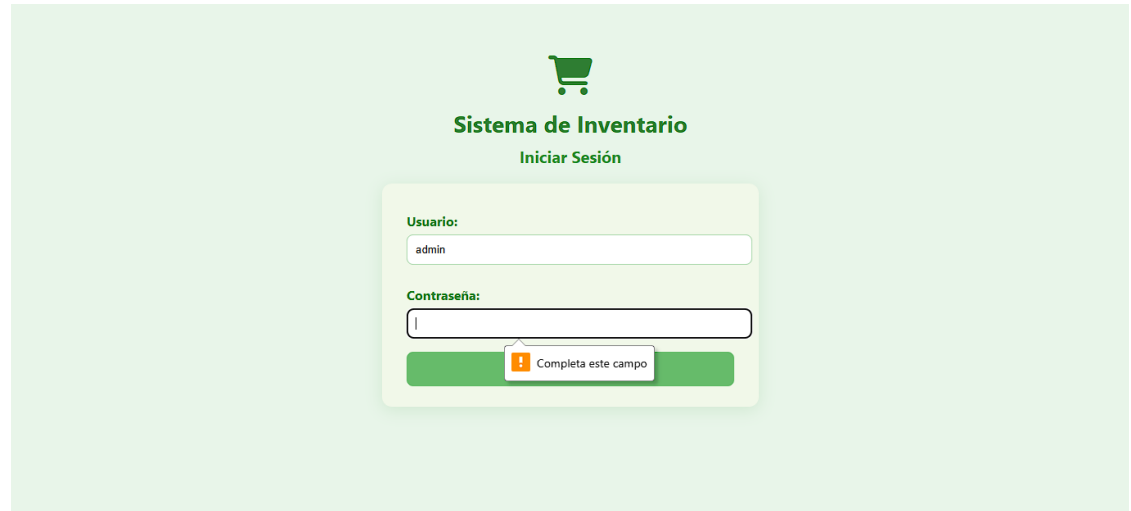 Sistema de Inventario
Iniciar Sesión
Usuario:
admin
Contraseña:
Completa este campo